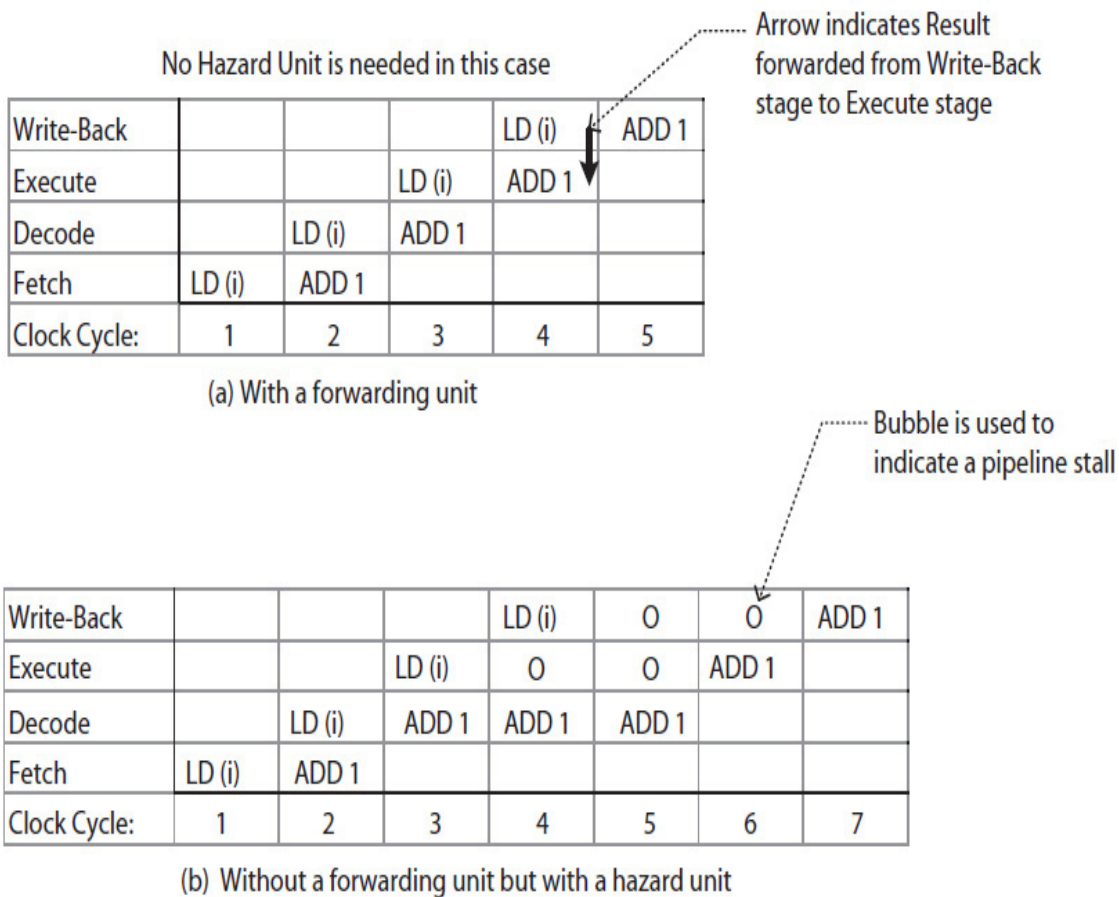 No Hazard Unit is needed in this case
Arrow indicates Result
forwarded from Write-Back
stage to Execute stage
Write-Back LD (i) ADD 1
Execute LD (i) ADD 1
Decode LD (i) ADD 1
Fetch LD (i) ADD 1
Clock Cycle: 1 2 3 4 5
(a) With a forwarding unit
Bubble is used to
indicate a pipeline stall
Write-Back LD (i) O O ADD 1
Execute LD (i) O O ADD 1
Decode LD (i) ADD 1 ADD 1 ADD 1
Fetch LD (i) ADD 1
Clock Cycle: 1 2 3 4 5 6 7
(b) Without a forwarding unit but with a hazard unit